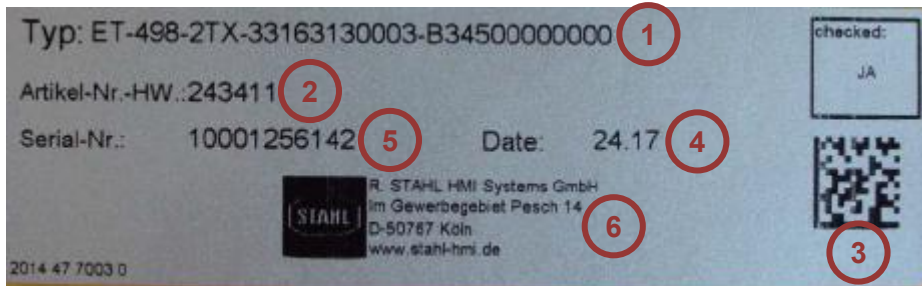 Typ: ET-498-2TX-33163130003-B34500000000 1
checked:
JA
Artikel-Nr.-HW.:243411 2
Serial-Nr.: 10001256142 5 Date: 24.17 4
STAHL
R. STAHL HMI Systems GmbH
Im Gewerbegebiet Pesch 14
D-50767 Köln
www.stahl-hmi.de
6
3
2014 47 7003 0